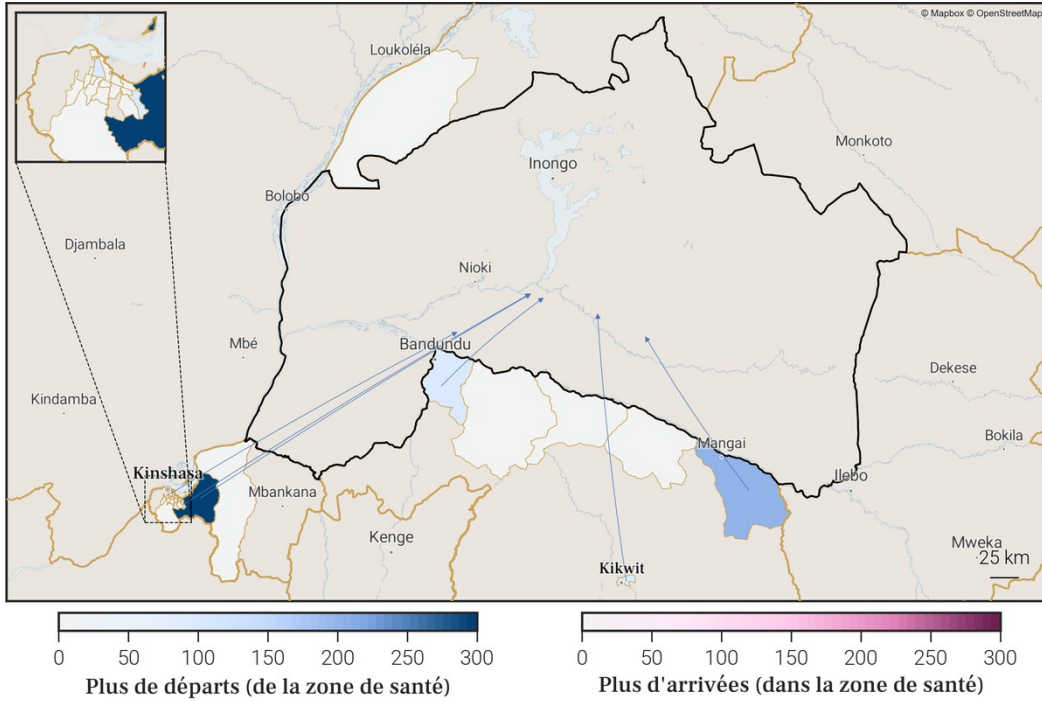 © Mapbox © OpenStreetMap
Loukoléla
Monkoto
Inongo
Bolobo
Djambala
Nioki
Mbé
Bandundu
Dekese
Kindamba
Bokila
Mangai
Ilebo
Kinshasa
Mbankana
Kenge
Mweka
Kikwit
25 km
0 50 100 150 200 250 300
Plus de départs (de la zone de santé)
0 50 100 150 200 250 300
Plus d'arrivées (dans la zone de santé)